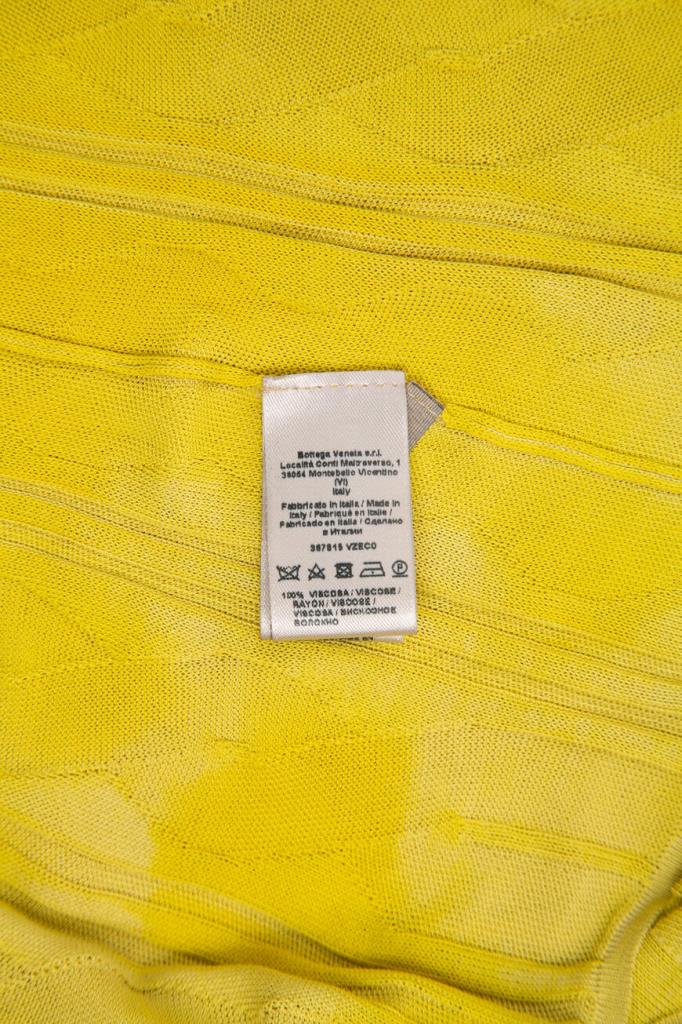 Bottega Veneta s.r.l.
Località Conti Maltraverso, 1
36054 Montebello Vicentino
(VI)
Italy
Fabbricato in Italia / Made in
Italy / Fabriqué en Italie /
Fabricado en Italia / Сделано
в Италии
367815 VZEC0
100% VISCOSA / VISCOSE /
RAYON / VISCOSE /
VISCOSA / ВИСКОЗНОЕ
ВОЛОКНО